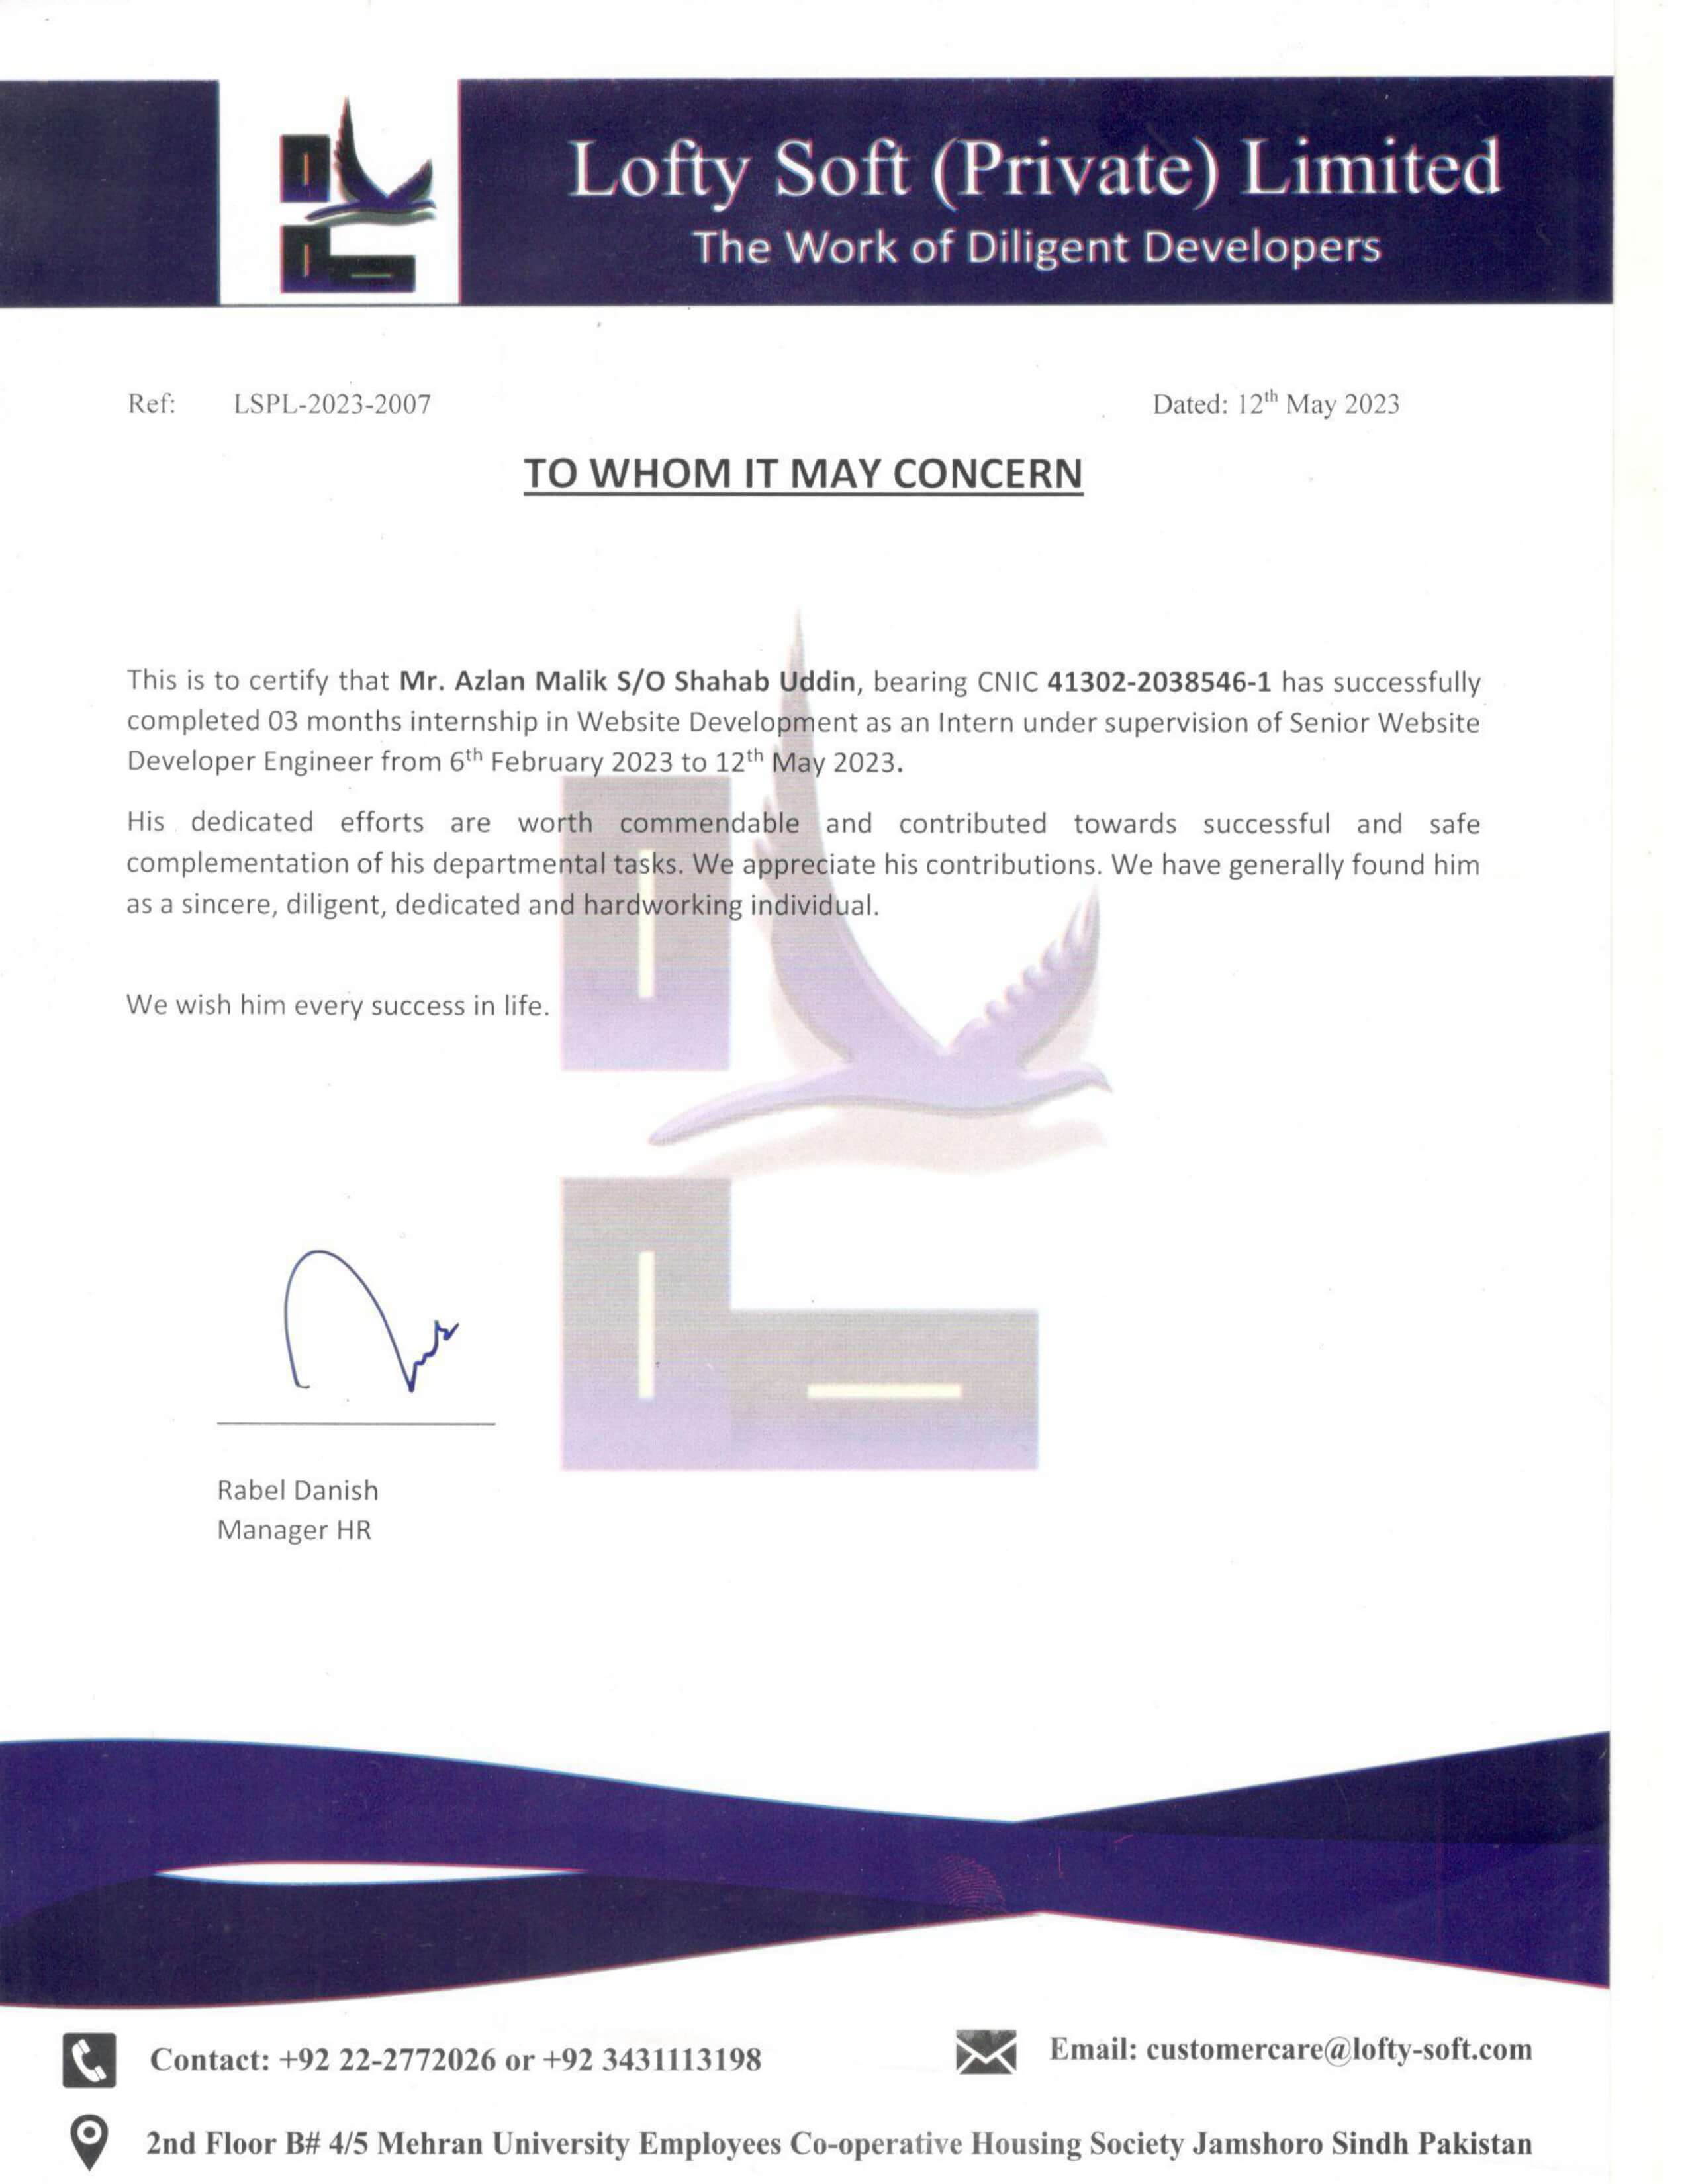 Lofty Soft (Private) Limited
The Work of Diligent Developers
Ref: LSPL-2023-2007 Dated: 12th May 2023
TO WHOM IT MAY CONCERN
This is to certify that Mr. Azlan Malik S/O Shahab Uddin, bearing CNIC 41302-2038546-1 has successfully
completed 03 months internship in Website Development as an Intern under supervision of Senior Website
Developer Engineer from 6th February 2023 to 12th May 2023.
His dedicated efforts are worth commendable and contributed towards successful and safe
complementation of his departmental tasks. We appreciate his contributions. We have generally found him
as a sincere, diligent, dedicated and hardworking individual.
We wish him every success in life.
Rabel Danish
Manager HR
Contact: +92 22-2772026 or +92 3431113198
Email: customercare@lofty-soft.com
2nd Floor B# 4/5 Mehran University Employees Co-operative Housing Society Jamshoro Sindh Pakistan